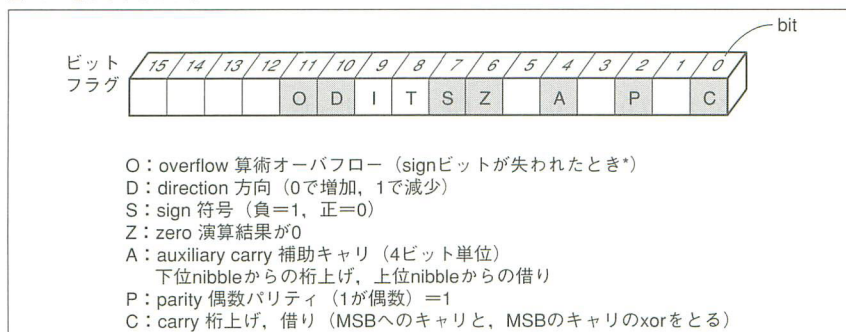 bit
ビット 15 14 13 12 11 10 9 8 7 6 5 4 3 2 1 0
フラグ O D I T S Z A P C
O：overflow 算術オーバフロー（signビットが失われたとき*）
D：direction 方向（0で増加，1で減少）
S：sign 符号（負＝1，正＝0）
Z：zero 演算結果が0
A：auxiliary carry 補助キャリ（4ビット単位）
下位nibbleからの桁上げ，上位nibbleからの借り
P：parity 偶数パリティ（1が偶数）＝1
C：carry 桁上げ，借り（MSBへのキャリと，MSBのキャリのxorをとる）